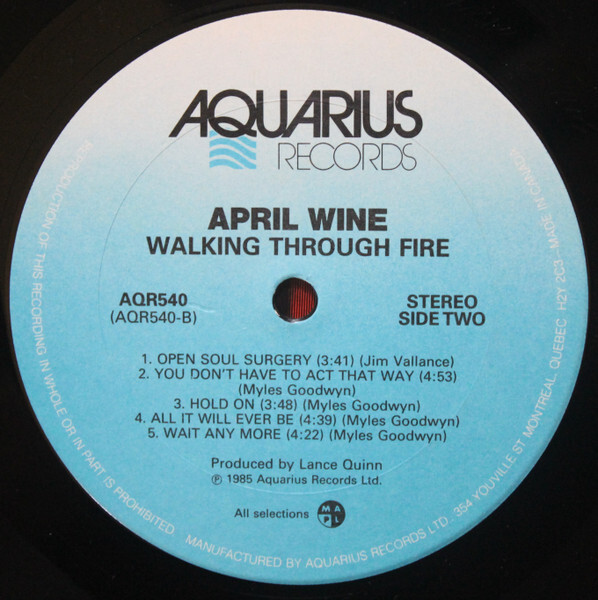 AQUARIUS
RECORDS
APRIL WINE
WALKING THROUGH FIRE
AQR540
(AQR540-B)
STEREO
SIDE TWO
1. OPEN SOUL SURGERY (3:41) (Jim Vallance)
2. YOU DON'T HAVE TO ACT THAT WAY (4:53)
(Myles Goodwyn)
3. HOLD ON (3:48) (Myles Goodwyn)
4. ALL IT WILL EVER BE (4:39) (Myles Goodwyn)
5. WAIT ANY MORE (4:22) (Myles Goodwyn)
Produced by Lance Quinn
℗ 1985 Aquarius Records Ltd.
All selections MAPL
REPRODUCTION OF THIS RECORDING IN WHOLE OR IN PART IS PROHIBITED. MANUFACTURED BY AQUARIUS RECORDS LTD. 354 YOUVILLE ST MONTREAL, QUEBEC H2Y 2C3 - MADE IN CANADA